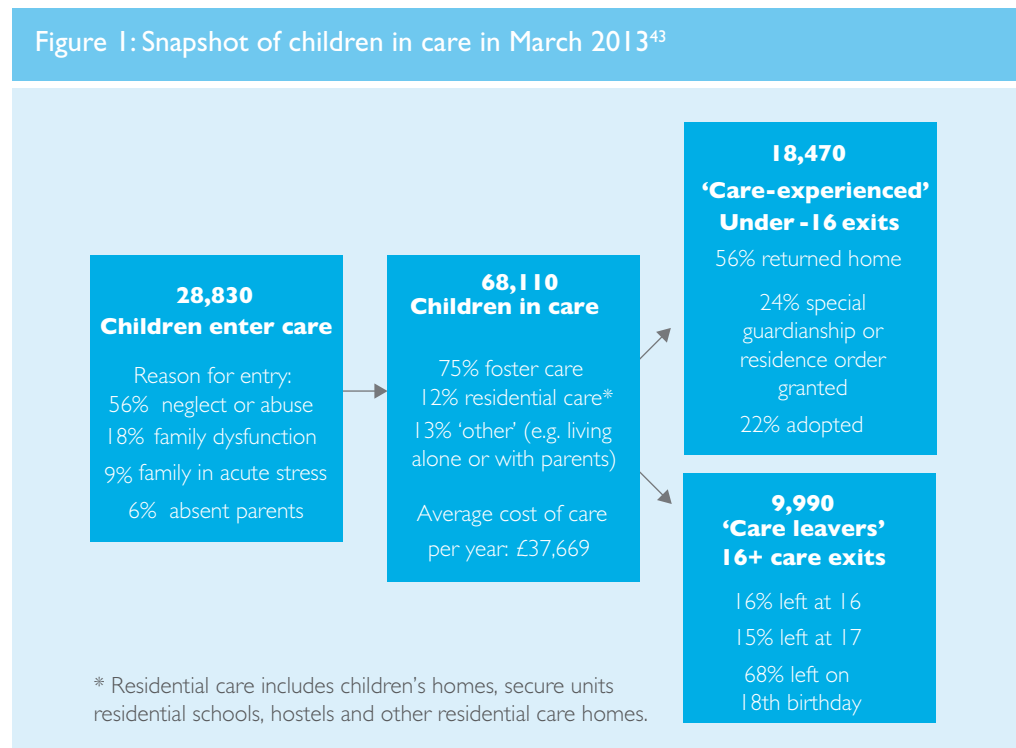 Figure 1: Snapshot of children in care in March 2013⁴³
28,830
Children enter care
Reason for entry:
56% neglect or abuse
18% family dysfunction
9% family in acute stress
6% absent parents
68,110
Children in care
75% foster care
12% residential care*
13% ‘other’ (e.g. living
alone or with parents)
Average cost of care
per year: £37,669
18,470
‘Care-experienced’
Under -16 exits
56% returned home
24% special
guardianship or
residence order
granted
22% adopted
9,990
‘Care leavers’
16+ care exits
16% left at 16
15% left at 17
68% left on
18th birthday
* Residential care includes children’s homes, secure units
residential schools, hostels and other residential care homes.